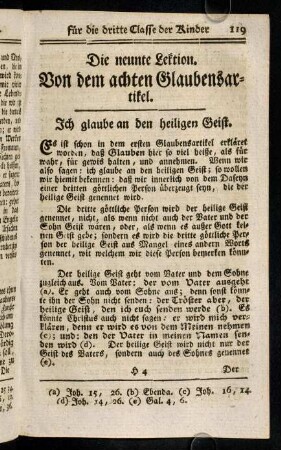 für die dritte Classe der Kinder 119
Die neunte Lektion.
Von dem achten Glaubensar-
tikel.
Ich glaube an den heiligen Geist.
Es ist schon in dem ersten Glaubensartikel erkläret
worden, daß Glauben hier so viel heiße, als für
wahr, für gewis halten, und annehmen. Wenn wir
also sagen: ich glaube an den heiligen Geist; so wollen
wir hiemit bekennen: daß wir innerlich von dem Daseyn
einer dritten göttlichen Person überzeugt seyn, die der
heilige Geist genennet wird.
Die dritte göttliche Person wird der heilige Geist
genennet, nicht, als wenn nicht auch der Vater und der
Sohn Geist waren, oder, als wenn es ausser Gott keinen
Geist gebe; sondern es wird die dritte göttliche Per-
son der heilige Geist aus Mangel eines andern Worts
genennet, mit welchem wir diese Person bemerken könn-
ten.
Der heilige Geist geht vom Vater und dem Sohne
zugleich aus. Vom Vater: der vom Vater ausgeht
(a). Er geht auch vom Sohne aus; denn sonst könnte
ihn der Sohn nicht senden: der Tröster aber, der
heilige Geist, den ich euch senden werde (b). Es
könnte Christus auch nicht sagen: er wird mich ver-
klären, denn er wird es von dem Meinen nehmen
(c); und: den der Vater in meinem Namen sen-
den wird (d). Der heilige Geist wird nicht nur der
Geist des Vaters, sondern auch des Sohnes genennet
(e).
H 4 Der
(a) Joh. 15, 26. (b) Ebenda. (c) Joh. 16, 14.
(d) Joh. 14, 26. (e) Gal. 4, 6.